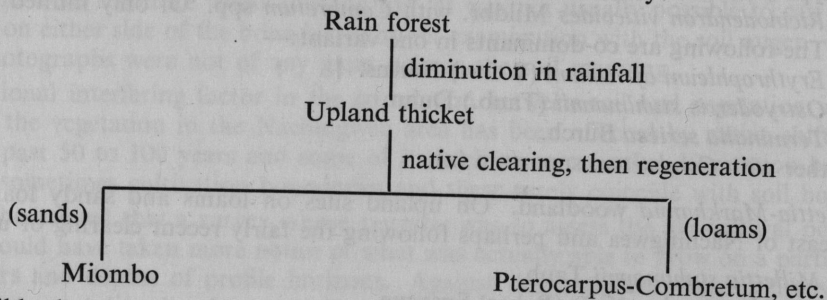 Rain forest
diminution in rainfall
Upland thicket
native clearing, then regeneration
(sands)
(loams)
Miombo
Pterocarpus-Combretum, etc.